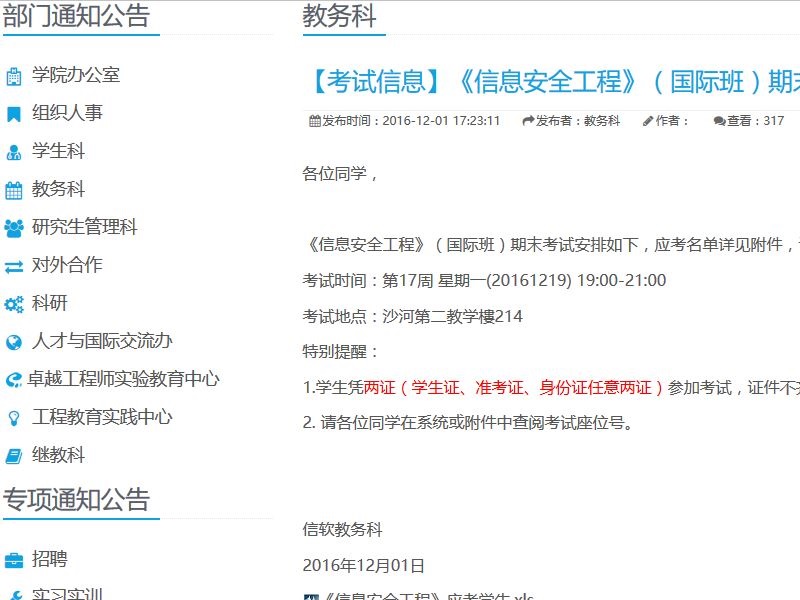 部门通知公告
学院办公室
组织人事
学生科
教务科
研究生管理科
对外合作
科研
人才与国际交流办
卓越工程师实验教育中心
工程教育实践中心
继教科
专项通知公告
招聘
实习实训
教务科
【考试信息】《信息安全工程》（国际班）期末
发布时间：2016-12-01 17:23:11 发布者：教务科 作者： 查看：317
各位同学，
《信息安全工程》（国际班）期末考试安排如下，应考名单详见附件，
考试时间：第17周 星期一(20161219) 19:00-21:00
考试地点：沙河第二教学樓214
特别提醒：
1.学生凭两证（学生证、准考证、身份证任意两证）参加考试，证件不齐
2. 请各位同学在系统或附件中查阅考试座位号。
信软教务科
2016年12月01日
《信息安全工程》应考学生.xls